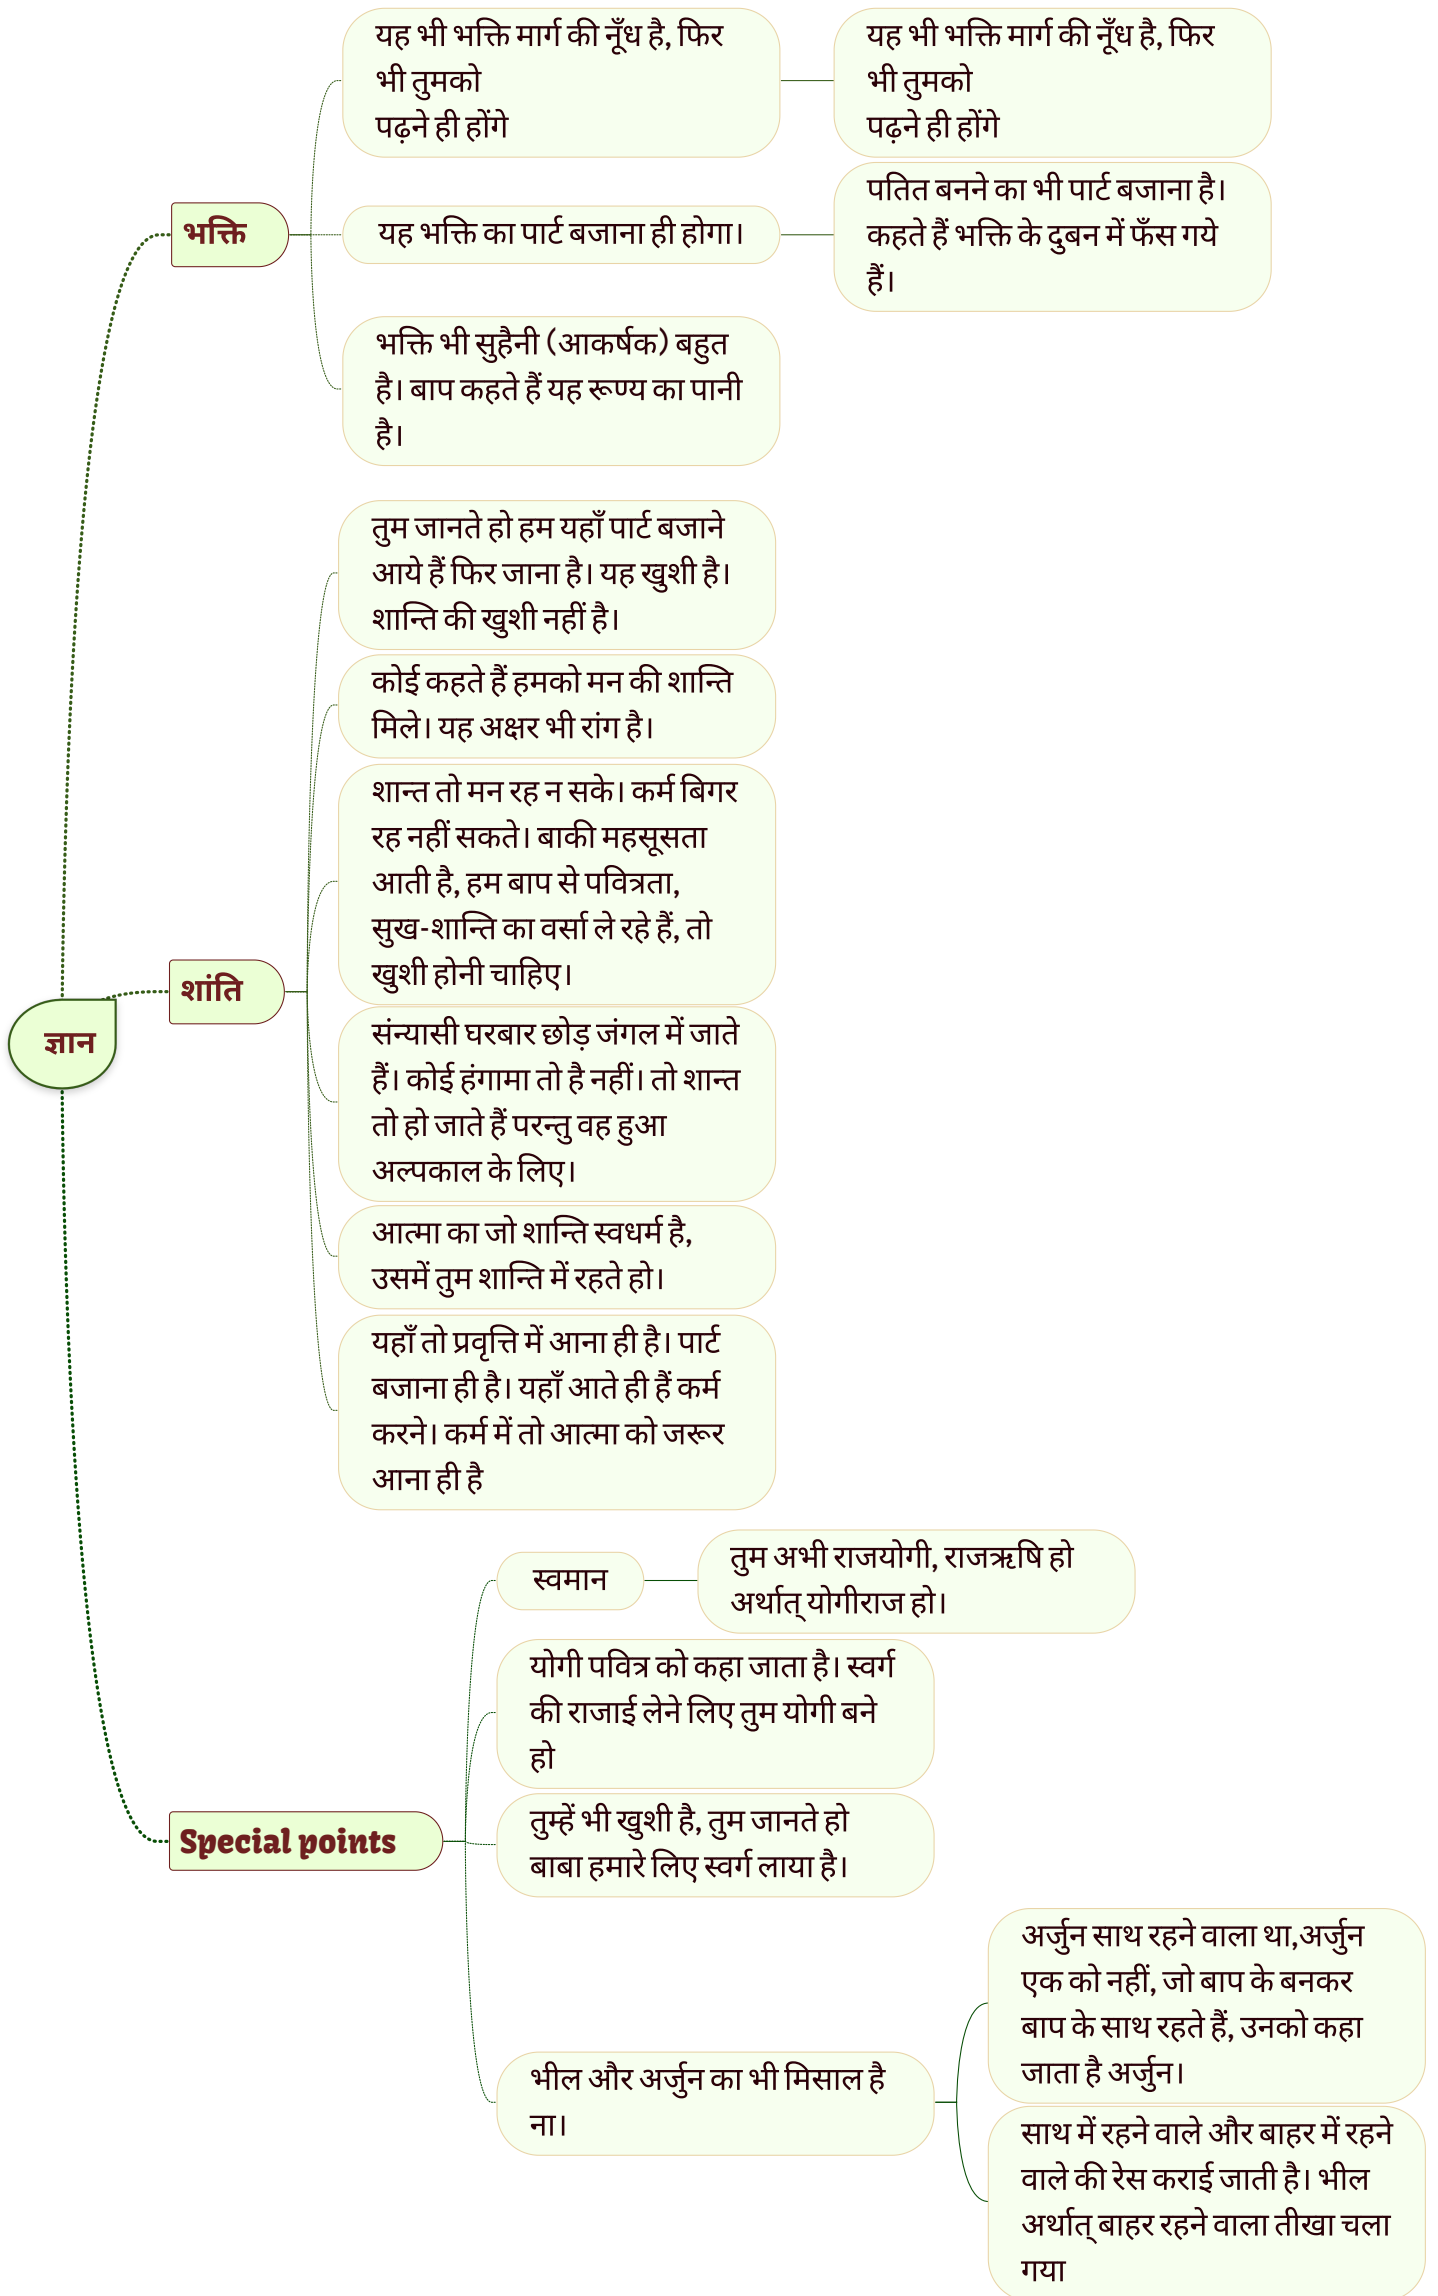 ज्ञान
भक्ति
यह भी भक्ति मार्ग की नूँध है, फिर
भी तुमको
पढ़ने ही होंगे
यह भी भक्ति मार्ग की नूँध है, फिर
भी तुमको
पढ़ने ही होंगे
यह भक्ति का पार्ट बजाना ही होगा।
पतित बनने का भी पार्ट बजाना है।
कहते हैं भक्ति के दुबन में फँस गये
हैं।
भक्ति भी सुहैनी (आकर्षक) बहुत
है। बाप कहते हैं यह रूण्य का पानी
है।
शांति
तुम जानते हो हम यहाँ पार्ट बजाने
आये हैं फिर जाना है। यह खुशी है।
शान्ति की खुशी नहीं है।
कोई कहते हैं हमको मन की शान्ति
मिले। यह अक्षर भी रांग है।
शान्त तो मन रह न सके। कर्म बिगर
रह नहीं सकते। बाकी महसूसता
आती है, हम बाप से पवित्रता,
सुख-शान्ति का वर्सा ले रहे हैं, तो
खुशी होनी चाहिए।
संन्यासी घरबार छोड़ जंगल में जाते
हैं। कोई हंगामा तो है नहीं। तो शान्त
तो हो जाते हैं परन्तु वह हुआ
अल्पकाल के लिए।
आत्मा का जो शान्ति स्वधर्म है,
उसमें तुम शान्ति में रहते हो।
यहाँ तो प्रवृत्ति में आना ही है। पार्ट
बजाना ही है। यहाँ आते ही हैं कर्म
करने। कर्म में तो आत्मा को जरूर
आना ही है
Special points
स्वमान
तुम अभी राजयोगी, राजऋषि हो
अर्थात् योगीराज हो।
योगी पवित्र को कहा जाता है। स्वर्ग
की राजाई लेने लिए तुम योगी बने
हो
तुम्हें भी खुशी है, तुम जानते हो
बाबा हमारे लिए स्वर्ग लाया है।
भील और अर्जुन का भी मिसाल है
ना।
अर्जुन साथ रहने वाला था,अर्जुन
एक को नहीं, जो बाप के बनकर
बाप के साथ रहते हैं, उनको कहा
जाता है अर्जुन।
साथ में रहने वाले और बाहर में रहने
वाले की रेस कराई जाती है। भील
अर्थात् बाहर रहने वाला तीखा चला
गया